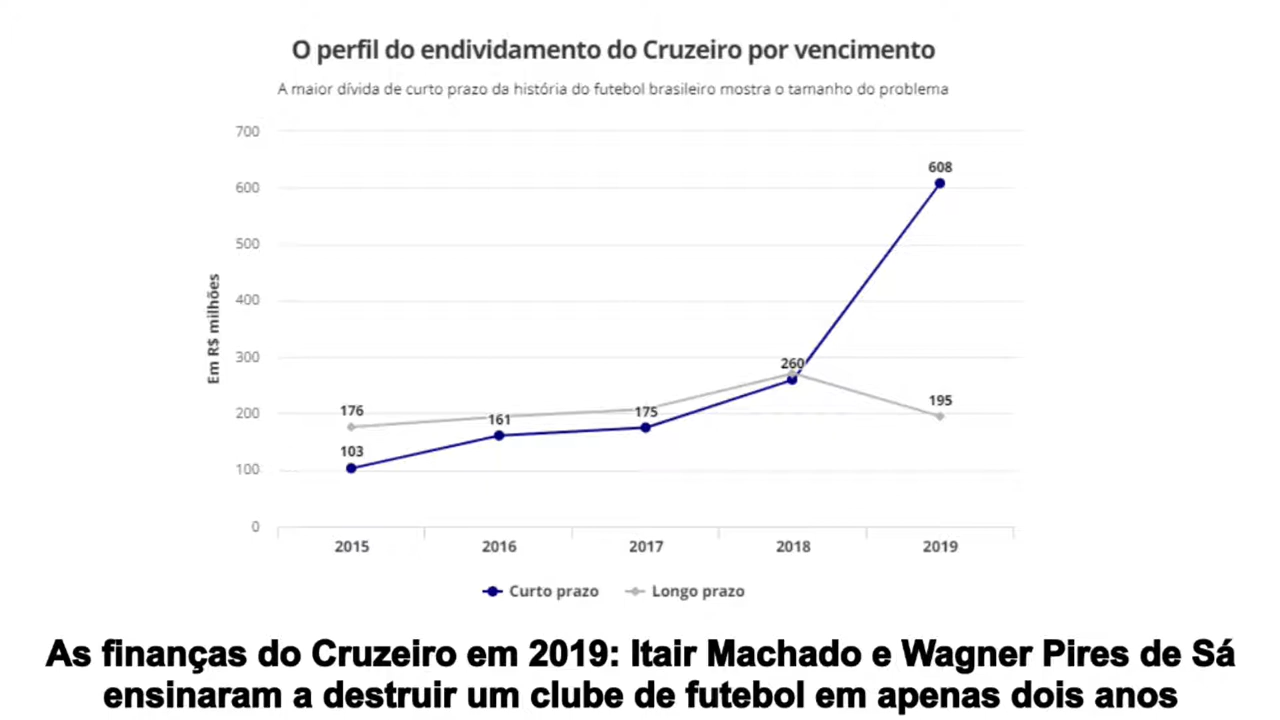 O perfil do endividamento do Cruzeiro por vencimento
A maior dívida de curto prazo da história do futebol brasileiro mostra o tamanho do problema
700
608
600
500
Em R$ milhões
400
300
260
176
161
175
195
200
103
100
0
2015 2016 2017 2018 2019
Curto prazo Longo prazo
As finanças do Cruzeiro em 2019: Itair Machado e Wagner Pires de Sá
ensinaram a destruir um clube de futebol em apenas dois anos